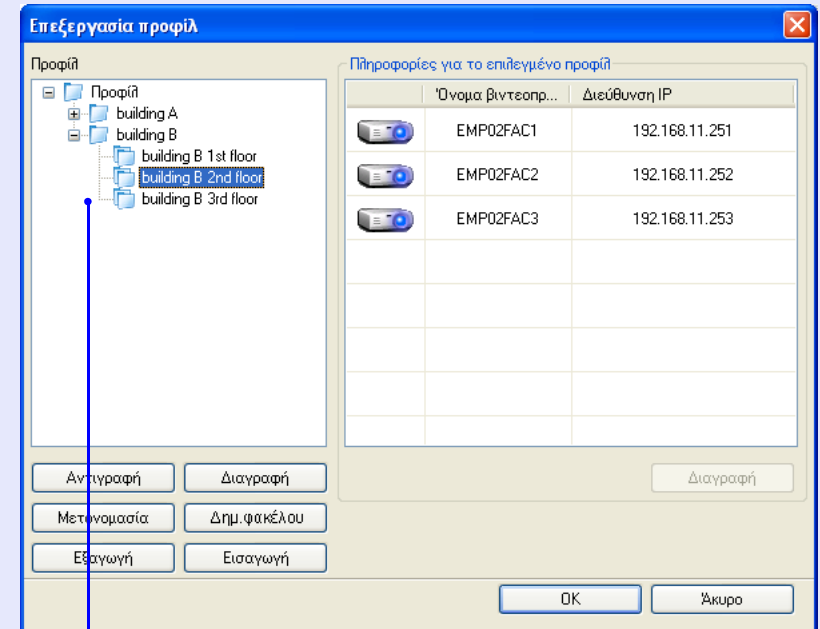 Επεξεργασία προφίλ
Προφίλ
Προφίλ
building A
building B
building B 1st floor
building B 2nd floor
building B 3rd floor
Αντιγραφή
Διαγραφή
Μετονομασία
Δημ.φακέλου
Εξαγωγή
Εισαγωγή
Πληροφορίες για το επιλεγμένο προφίλ
Όνομα βιντεοπρ...
Διεύθυνση IP
EMP02FAC1 192.168.11.251
EMP02FAC2 192.168.11.252
EMP02FAC3 192.168.11.253
Διαγραφή
OK
Άκυρο